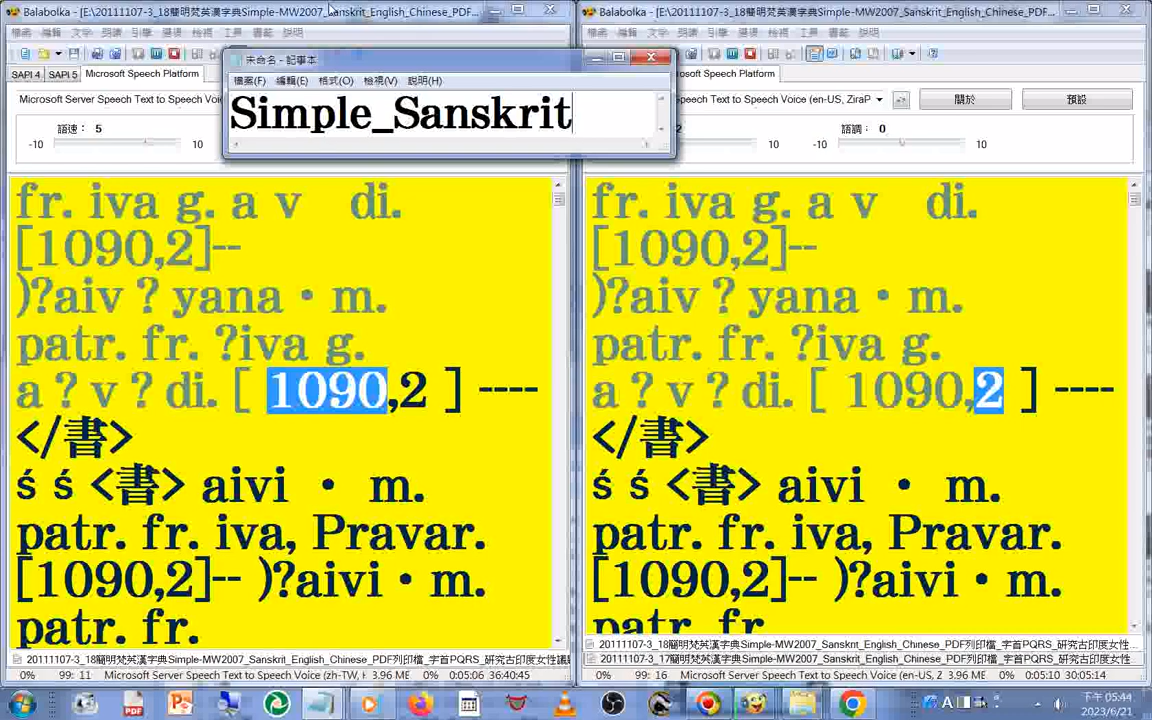 Balabolka - [E:\20111107-3_18簡明梵英漢字典Simple-MW2007_Sanskrit_English_Chinese_PDF...
Balabolka - [E:\20111107-3_18簡明梵英漢字典Simple-MW2007_Sanskrit_English_Chinese_PDF...
未命名 - 記事本
檔案(F) 編輯(E) 格式(O) 檢視(V) 說明(H)
Simple_Sanskrit
SAPI 4 SAPI 5 Microsoft Speech Platform
Speech Platform
Microsoft Server Speech Text to Speech Voi
Speech Text to Speech Voice (en-US, ZiraP
關於
預設
語速： 5
-10
10
2
10
語調： 0
-10
10
fr. iva g. a v di.
[1090,2]--
)?aiv ? yana • m.
patr. fr. ?iva g.
a ? v ? di. [ 1090,2 ] ----
</書>
ś ś <書> aivi • m.
patr. fr. iva, Pravar.
[1090,2]-- )?aivi • m.
patr. fr.
fr. iva g. a v di.
[1090,2]--
)?aiv ? yana • m.
patr. fr. ?iva g.
a ? v ? di. [ 1090,2 ] ----
</書>
ś ś <書> aivi • m.
patr. fr. iva, Pravar.
[1090,2]-- )?aivi • m.
patr. fr.
20111107-3_18簡明梵英漢字典Simple-MW2007_Sanskrit_English_Chinese_PDF列印檔_字首PQRS_研究古印度女性議
20111107-3_18簡明梵英漢字典Simple-MW2007_Sanskrit_English_Chinese_PDF列印檔_字首PQRS_研究古印度女性...
20111107-3_17簡明梵英漢字典Simple-MW2007_Sanskrit_English_Chinese_PDF列印檔_字首PQRS_研究古印度女性
0% 99: 11 Microsoft Server Speech Text to Speech Voice (zh-TW, H 3.96 ME 0% 0:05:06 36:40:45
0% 99: 16 Microsoft Server Speech Text to Speech Voice (en-US, Z 3.96 ME 0% 0:05:10 30:05:14
下午 05:44
2023/6/21